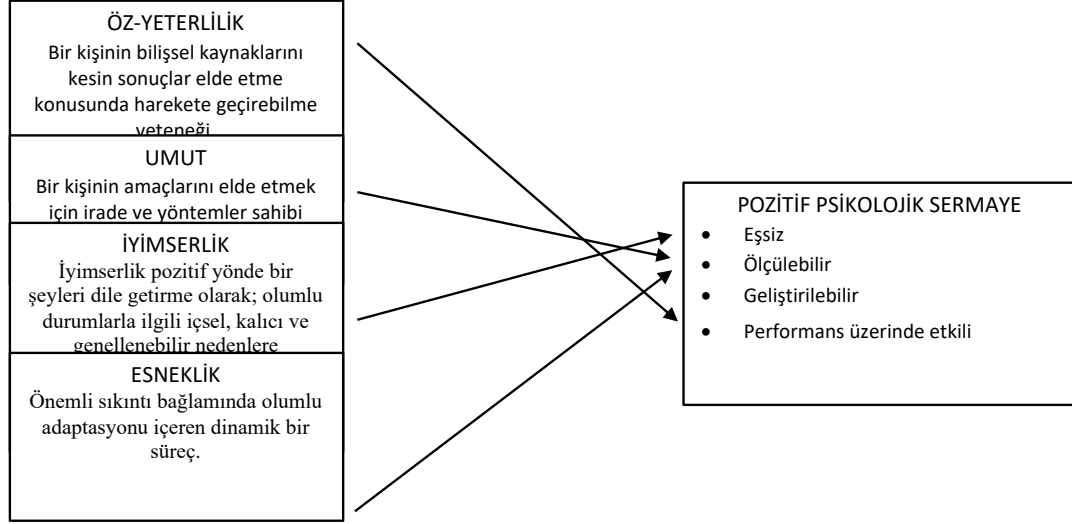 ÖZ-YETERLİLİK
Bir kişinin bilişsel kaynaklarını
kesin sonuçlar elde etme
konusunda harekete geçirebilme
yeteneği
UMUT
Bir kişinin amaçlarını elde etmek
için irade ve yöntemler sahibi
İYİMSERLİK
İyimserlik pozitif yönde bir
şeyleri dile getirme olarak; olumlu
durumlarla ilgili içsel, kalıcı ve
genellenebilir nedenlere
ESNEKLİK
Önemli sıkıntı bağlamında olumlu
adaptasyonu içeren dinamik bir
süreç.
POZİTİF PSİKOLOJİK SERMAYE
• Eşsiz
• Ölçülebilir
• Geliştirilebilir
• Performans üzerinde etkili